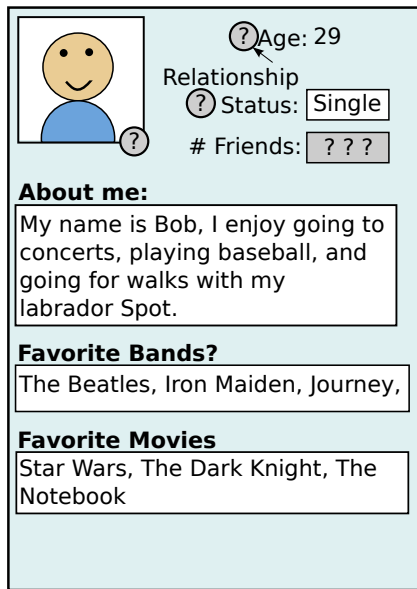 ? Age: 29
Relationship
? Status: Single
?
# Friends: ? ? ?
About me:
My name is Bob, I enjoy going to
concerts, playing baseball, and
going for walks with my
labrador Spot.
Favorite Bands?
The Beatles, Iron Maiden, Journey,
Favorite Movies
Star Wars, The Dark Knight, The
Notebook